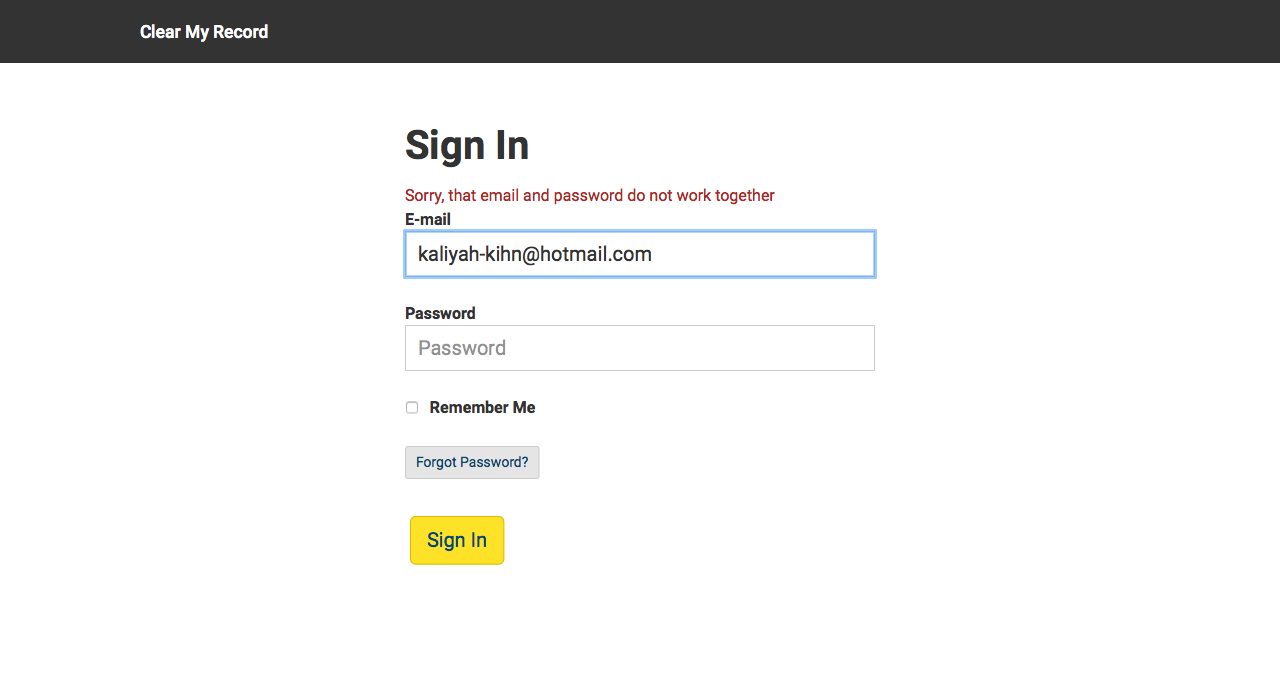 Clear My Record
Sign In
Sorry, that email and password do not work together
E-mail
kaliyah-kihn@hotmail.com
Password
Password
Remember Me
Forgot Password?
Sign In